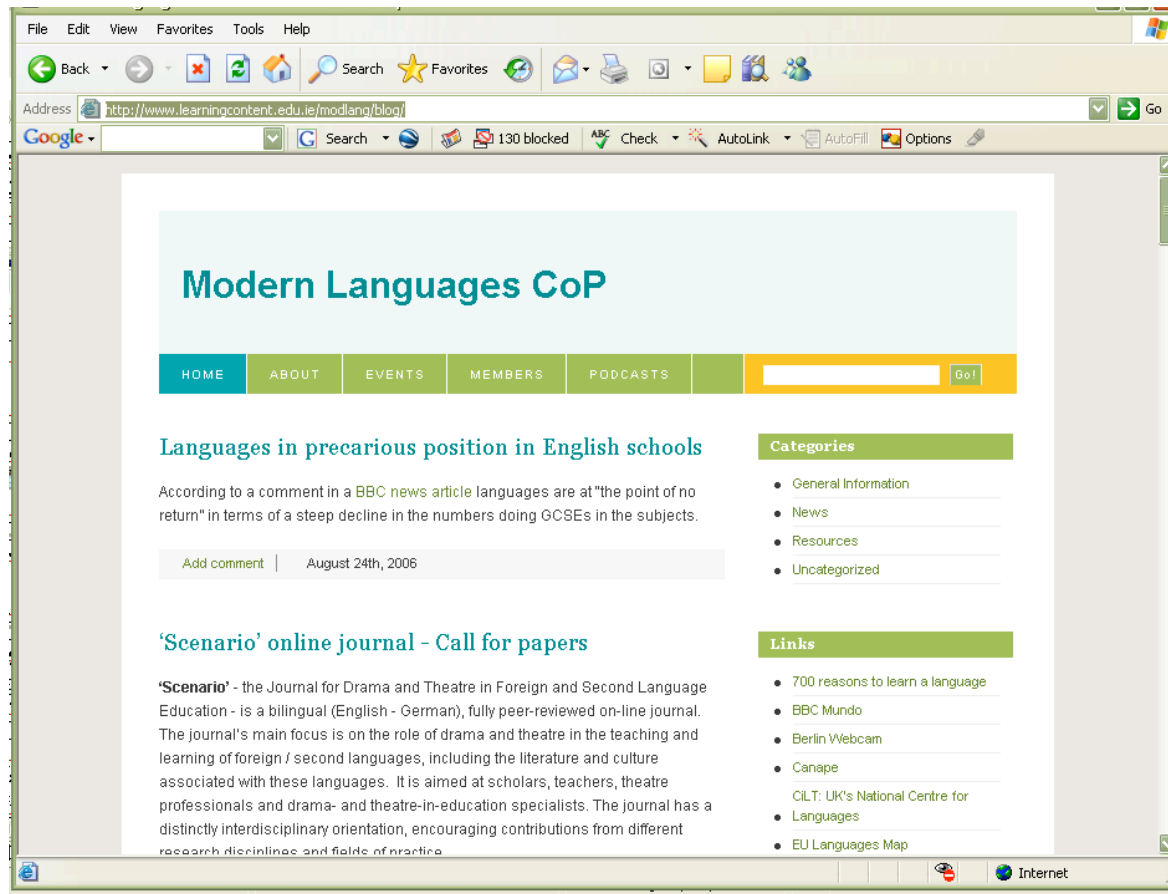 File Edit View Favorites Tools Help
Back Search Favorites
Address http://www.learningcontent.edu.ie/modlang/blog/ Go
Google Search 130 blocked ABC Check AutoLink AutoFill Options
Modern Languages CoP
HOME ABOUT EVENTS MEMBERS PODCASTS Go!
Languages in precarious position in English schools
According to a comment in a BBC news article languages are at "the point of no
return" in terms of a steep decline in the numbers doing GCSEs in the subjects.
Add comment August 24th, 2006
'Scenario' online journal - Call for papers
'Scenario' - the Journal for Drama and Theatre in Foreign and Second Language
Education - is a bilingual (English - German), fully peer-reviewed on-line journal.
The journal's main focus is on the role of drama and theatre in the teaching and
learning of foreign / second languages, including the literature and culture
associated with these languages. It is aimed at scholars, teachers, theatre
professionals and drama- and theatre-in-education specialists. The journal has a
distinctly interdisciplinary orientation, encouraging contributions from different
research disciplines and fields of practice
Categories
General Information
News
Resources
Uncategorized
Links
700 reasons to learn a language
BBC Mundo
Berlin Webcam
Canape
CiLT: UK's National Centre for
Languages
EU Languages Map
Internet